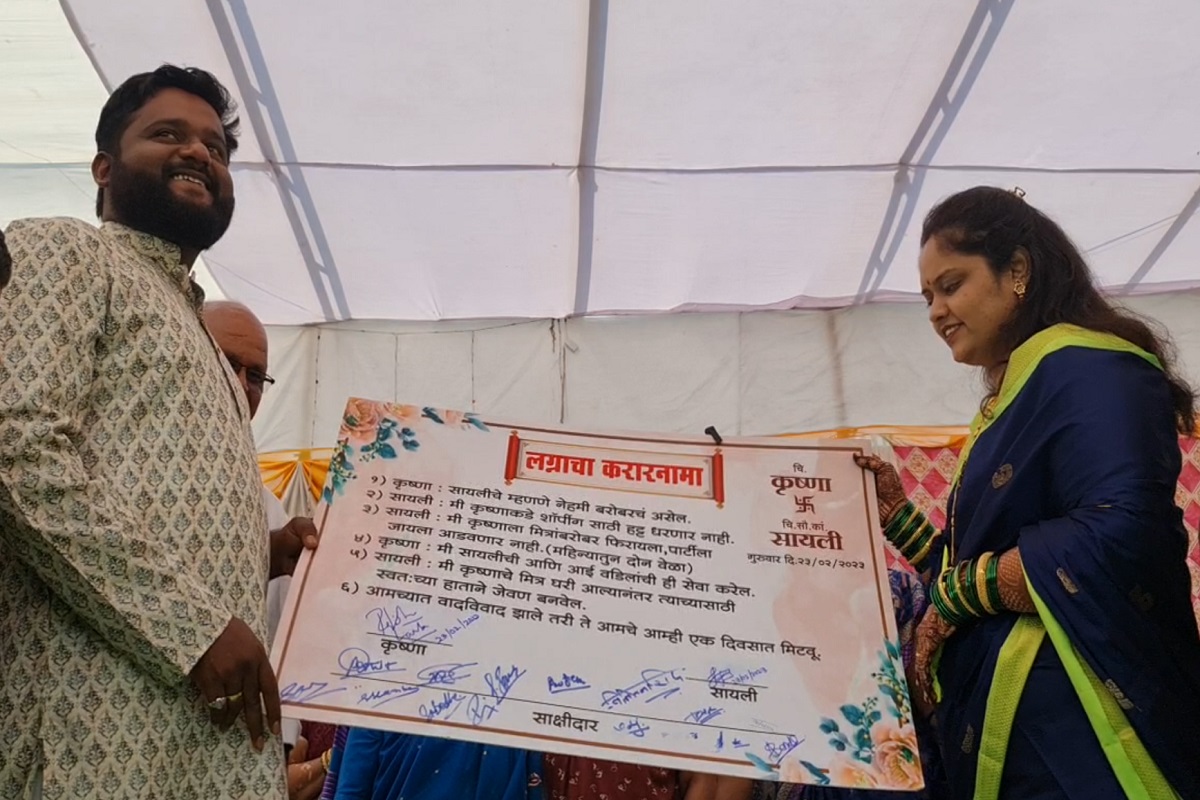 लग्नाचा करारनामा
चि.
कृष्णा
चि.सौ.कां.
सायली
गुरुवार दि.२३/०२/२०२३
१) कृष्णा : सायलीचे म्हणणे नेहमी बरोबरचं असेल.
२) सायली : मी कृष्णाकडे शॉपींग साठी हट्ट धरणार नाही.
३) सायली : मी कृष्णाला मित्रांबरोबर फिरायला,पार्टीला
जायला आडवणार नाही.(महिन्यातुन दोन वेळा)
४) कृष्णा : मी सायलीची आणि आई वडिलांची ही सेवा करेल.
५) सायली : मी कृष्णाचे मित्र घरी आल्यानंतर त्याच्यासाठी
स्वतःच्या हाताने जेवण बनवेल.
६) आमच्यात वादविवाद झाले तरी ते आमचे आम्ही एक दिवसात मिटवू.
कृष्णा
सायली
साक्षीदार